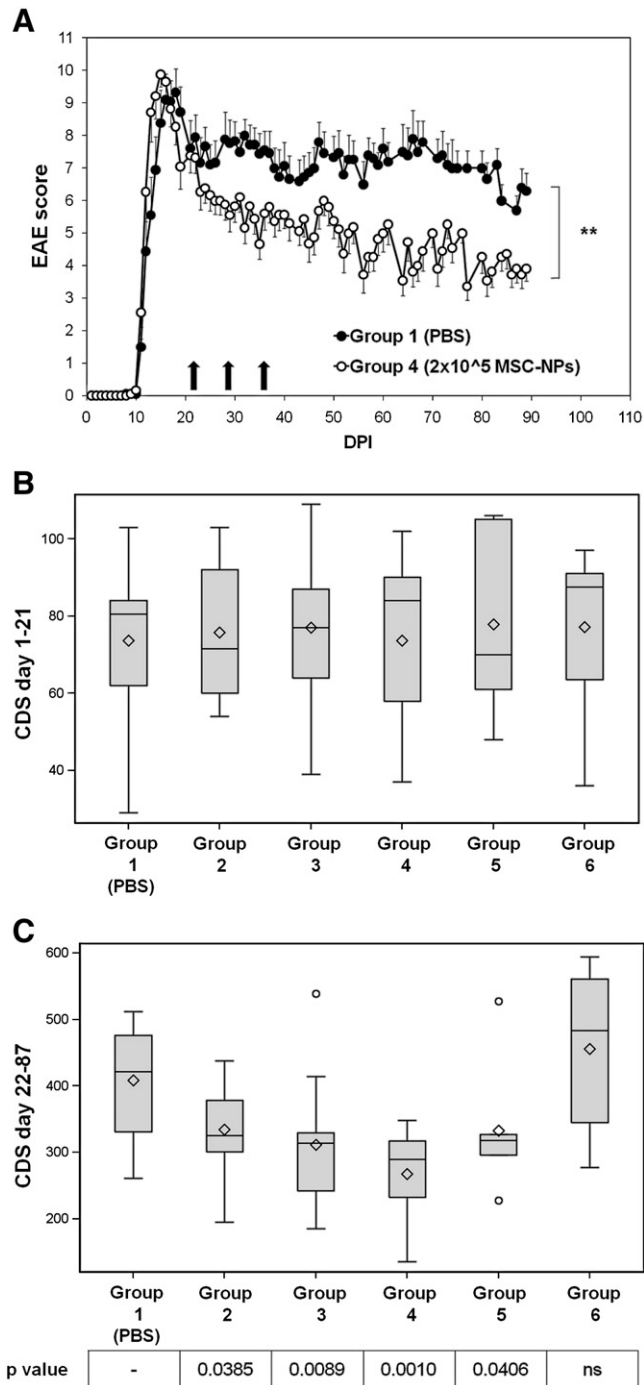 A
11
10
9
8
7
6
5
4
3
2
1
0
EAE score
**
Group 1 (PBS)
Group 4 (2x10^5 MSC-NPs)
0 10 20 30 40 50 60 70 80 90 100 110
DPI
B
100
80
60
40
CDS day 1-21
Group 1 (PBS)
Group 2
Group 3
Group 4
Group 5
Group 6
C
600
500
400
300
200
CDS day 22-87
Group 1 (PBS)
Group 2
Group 3
Group 4
Group 5
Group 6
p value - 0.0385 0.0089 0.0010 0.0406 ns